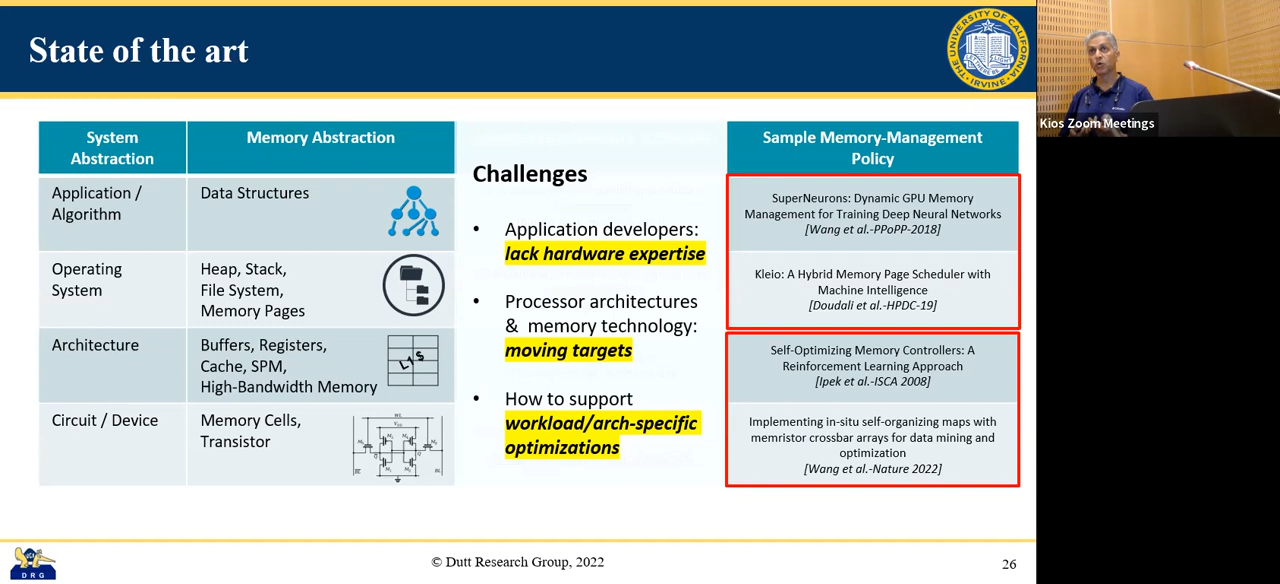 State of the art
THE UNIVERSITY OF CALIFORNIA
IRVINE
System
Abstraction
Memory Abstraction
Application /
Algorithm
Data Structures
Operating
System
Heap, Stack,
File System,
Memory Pages
Architecture
Buffers, Registers,
Cache, SPM,
High-Bandwidth Memory
L1$
Circuit / Device
Memory Cells,
Transistor
Challenges
• Application developers:
lack hardware expertise
• Processor architectures
& memory technology:
moving targets
• How to support
workload/arch-specific
optimizations
Sample Memory-Management
Policy
SuperNeurons: Dynamic GPU Memory
Management for Training Deep Neural Networks
[Wang et al.-PPoPP-2018]
Kleio: A Hybrid Memory Page Scheduler with
Machine Intelligence
[Doudali et al.-HPDC-19]
Self-Optimizing Memory Controllers: A
Reinforcement Learning Approach
[Ipek et al.-ISCA 2008]
Implementing in-situ self-organizing maps with
memristor crossbar arrays for data mining and
optimization
[Wang et al.-Nature 2022]
Kios Zoom Meetings
DRG
© Dutt Research Group, 2022
26